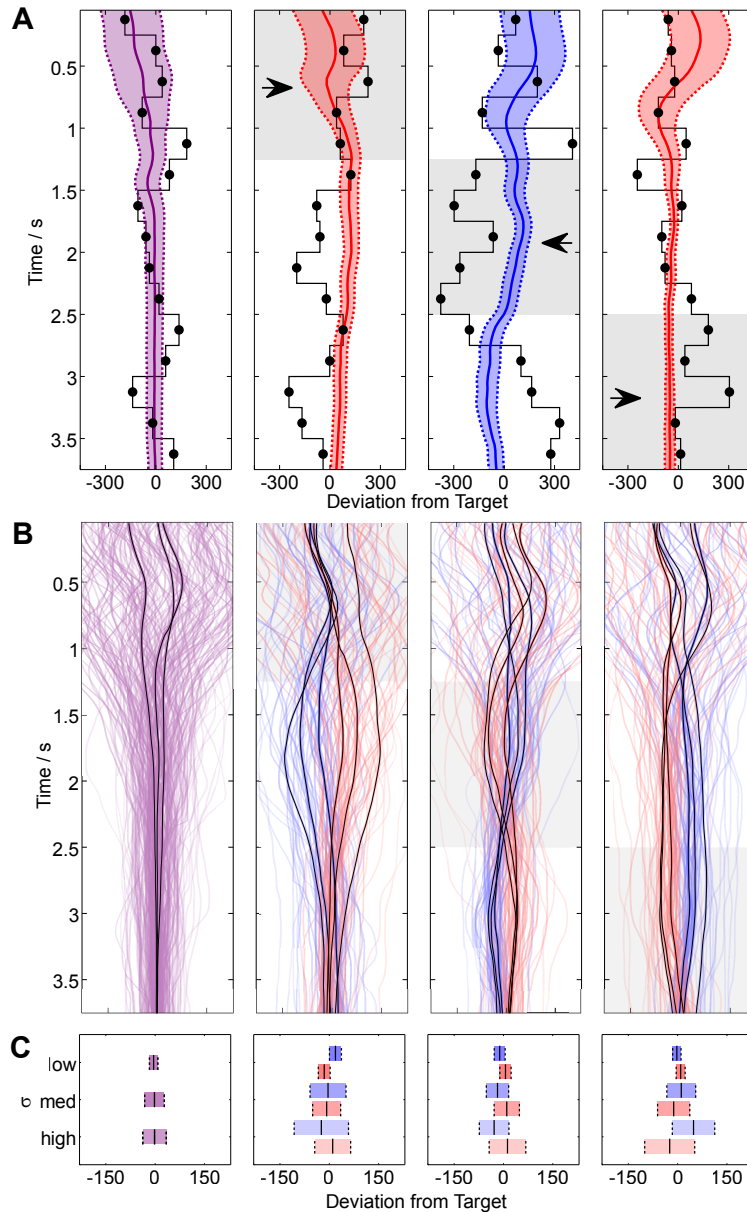 A
0.5
1
1.5
2
2.5
3
3.5
Time / s
-300 0 300 -300 0 300 -300 0 300 -300 0 300
Deviation from Target
B
0.5
1
1.5
2
2.5
3
3.5
Time / s
C
low
med
high
σ
-150 0 150 -150 0 150 -150 0 150 -150 0 150
Deviation from Target